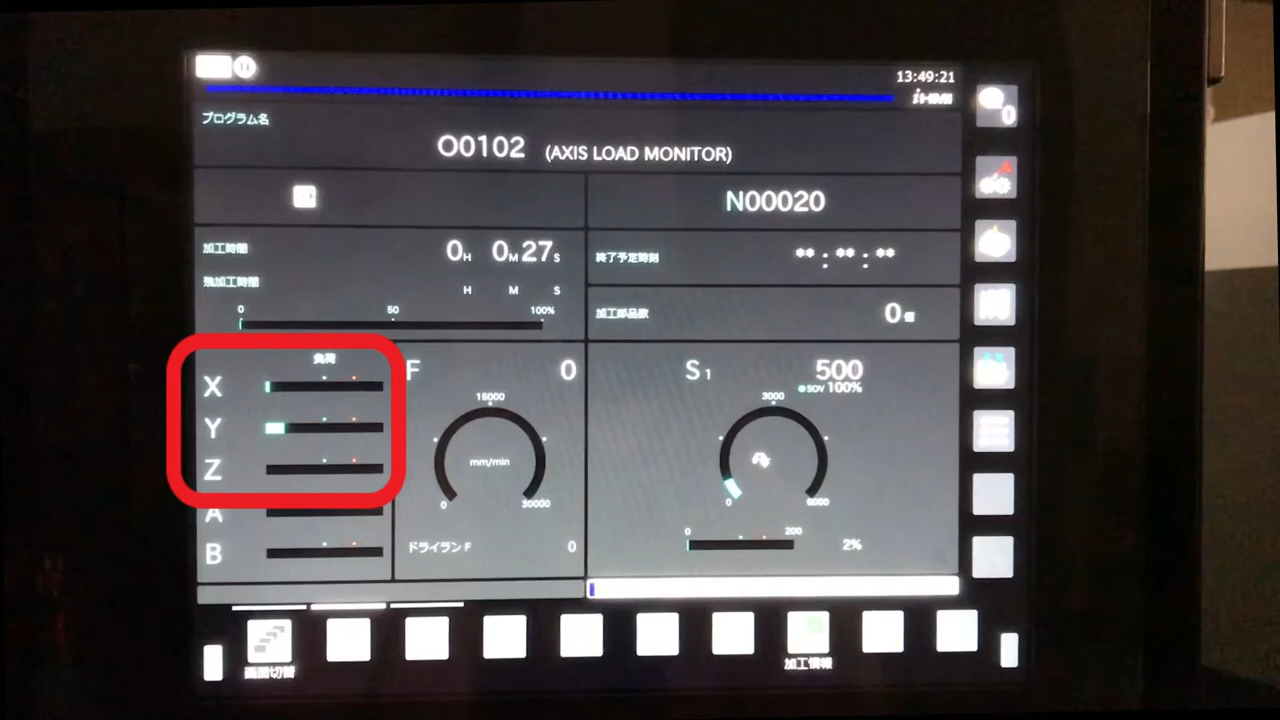 13:49:21
プログラム名
O0102 (AXIS LOAD MONITOR)
N00020
加工時間 0H 0M 27S
残加工時間 H M S
0 50 100%
終了予定時刻 **:**:**
加工部品数 0個
負荷
X
Y
Z
A
B
F 0
15000
mm/min
0 30000
ドライラン F 0
S1 500
SOV 100%
3000
0 6000
0 200
2%
0
画面切替
加工情報